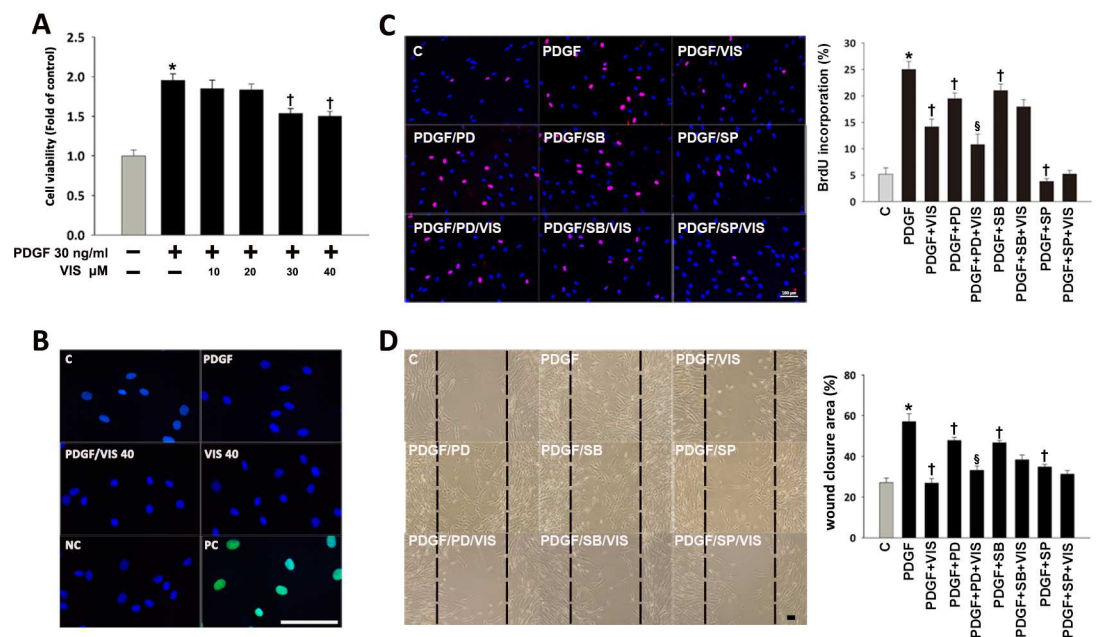 A
Cell viability (Fold of control)
2.5
2.0
1.5
1.0
0.5
0.0
*
†
†
PDGF 30 ng/ml − + + + + +
VIS μM − − 10 20 30 40
B
C
PDGF
PDGF/VIS 40
VIS 40
NC
PC
C
C
PDGF
PDGF/VIS
PDGF/PD
PDGF/SB
PDGF/SP
PDGF/PD/VIS
PDGF/SB/VIS
PDGF/SP/VIS
100 μm
BrdU incorporation (%)
30
25
20
15
10
5
0
*
†
†
§
†
†
C
PDGF
PDGF+VIS
PDGF+PD
PDGF+PD+VIS
PDGF+SB
PDGF+SB+VIS
PDGF+SP
PDGF+SP+VIS
D
C
PDGF
PDGF/VIS
PDGF/PD
PDGF/SB
PDGF/SP
PDGF/PD/VIS
PDGF/SB/VIS
PDGF/SP/VIS
wound closure area (%)
80
60
40
20
0
*
†
†
§
†
†
C
PDGF
PDGF+VIS
PDGF+PD
PDGF+PD+VIS
PDGF+SB
PDGF+SB+VIS
PDGF+SP
PDGF+SP+VIS